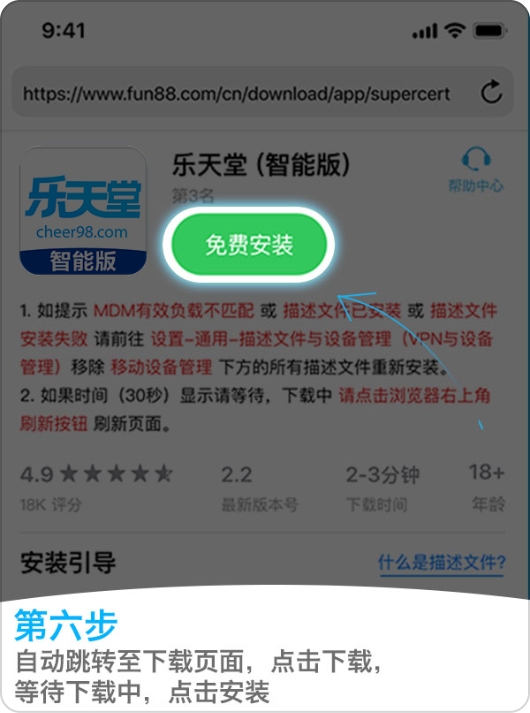 9:41
https://www.fun88.com/cn/download/app/supercert
乐天堂
cheer98.com
智能版
乐天堂 (智能版)
第3名
帮助中心
免费安装
1. 如提示 MDM有效负载不匹配 或 描述文件已安装 或 描述文件
安装失败 请前往 设置-通用-描述文件与设备管理（VPN与设备
管理）移除 移动设备管理 下方的所有描述文件重新安装。
2. 如果时间（30秒）显示请等待，下载中 请点击浏览器右上角
刷新按钮 刷新页面。
4.9 2.2 2-3分钟 18+
18K 评分 最新版本号 下载时间 年龄
安装引导 什么是描述文件?
第六步
自动跳转至下载页面，点击下载，
等待下载中，点击安装